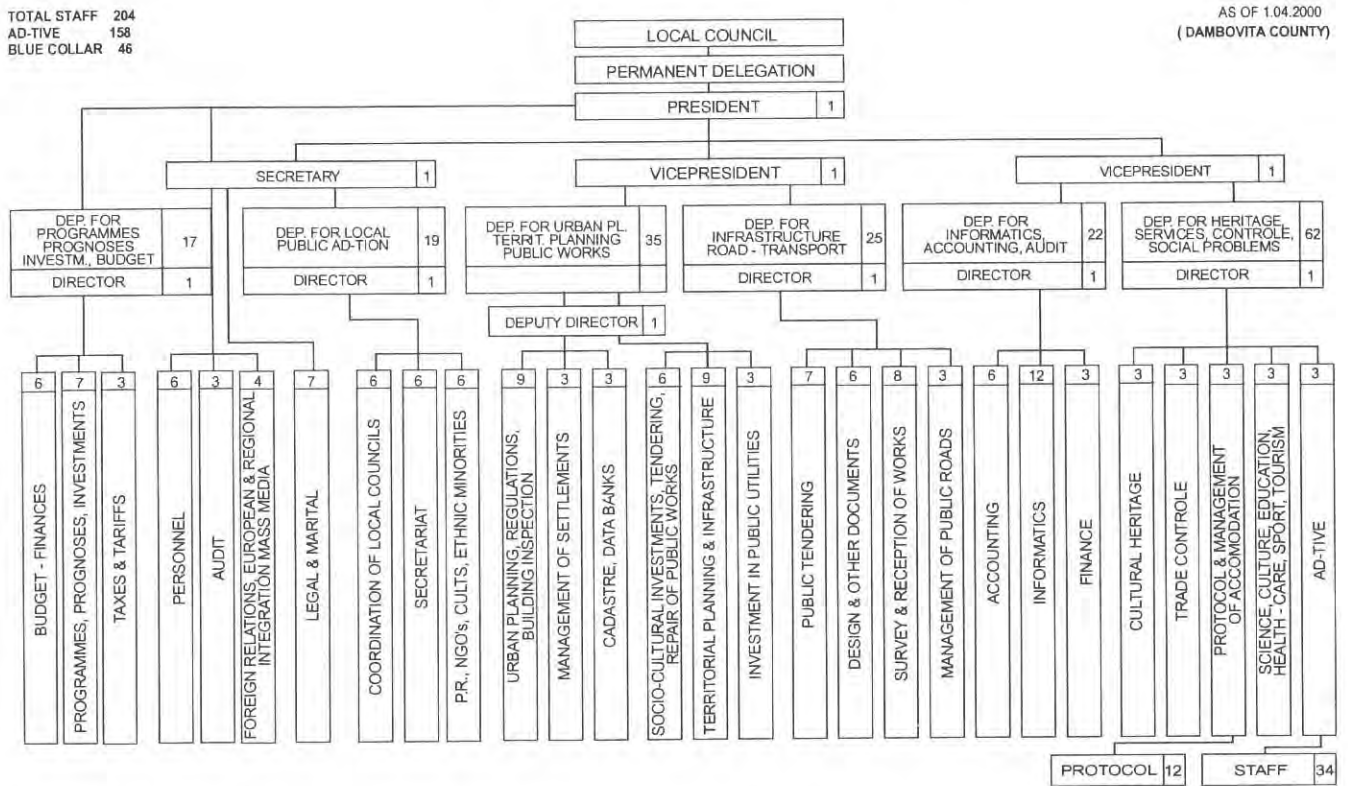 TOTAL STAFF 204
AD-TIVE 158
BLUE COLLAR 46
AS OF 1.04.2000
( DAMBOVITA COUNTY)
LOCAL COUNCIL
PERMANENT DELEGATION
PRESIDENT 1
SECRETARY 1
VICEPRESIDENT 1
VICEPRESIDENT 1
DEP. FOR
PROGRAMMES
PROGNOSES
INVESTM., BUDGET
17
DIRECTOR 1
DEP. FOR LOCAL
PUBLIC AD-TION
19
DIRECTOR 1
DEP. FOR URBAN PL.
TERRIT. PLANNING
PUBLIC WORKS
35
DEP. FOR
INFRASTRUCTURE
ROAD - TRANSPORT
25
DIRECTOR 1
DEP. FOR
INFORMATICS,
ACCOUNTING, AUDIT
22
DIRECTOR 1
DEP. FOR HERITAGE,
SERVICES, CONTROLE,
SOCIAL PROBLEMS
62
DIRECTOR 1
DEPUTY DIRECTOR 1
6
BUDGET - FINANCES
7
PROGRAMMES, PROGNOSES, INVESTMENTS
3
TAXES & TARIFFS
6
PERSONNEL
3
AUDIT
4
FOREIGN RELATIONS, EUROPEAN & REGIONAL
INTEGRATION MASS MEDIA
7
LEGAL & MARITAL
6
COORDINATION OF LOCAL COUNCILS
6
SECRETARIAT
6
P.R., NGO's, CULTS, ETHNIC MINORITIES
9
URBAN PLANNING, REGULATIONS,
BUILDING INSPECTION
3
MANAGEMENT OF SETTLEMENTS
3
CADASTRE, DATA BANKS
6
SOCIO-CULTURAL INVESTMENTS, TENDERING,
REPAIR OF PUBLIC WORKS
9
TERRITORIAL PLANNING & INFRASTRUCTURE
3
INVESTMENT IN PUBLIC UTILITIES
7
PUBLIC TENDERING
6
DESIGN & OTHER DOCUMENTS
8
SURVEY & RECEPTION OF WORKS
3
MANAGEMENT OF PUBLIC ROADS
6
ACCOUNTING
12
INFORMATICS
3
FINANCE
3
CULTURAL HERITAGE
3
TRADE CONTROLE
3
PROTOCOL & MANAGEMENT
OF ACCOMODATION
3
SCIENCE, CULTURE, EDUCATION,
HEALTH - CARE, SPORT, TOURISM
3
AD-TIVE
PROTOCOL 12
STAFF 34